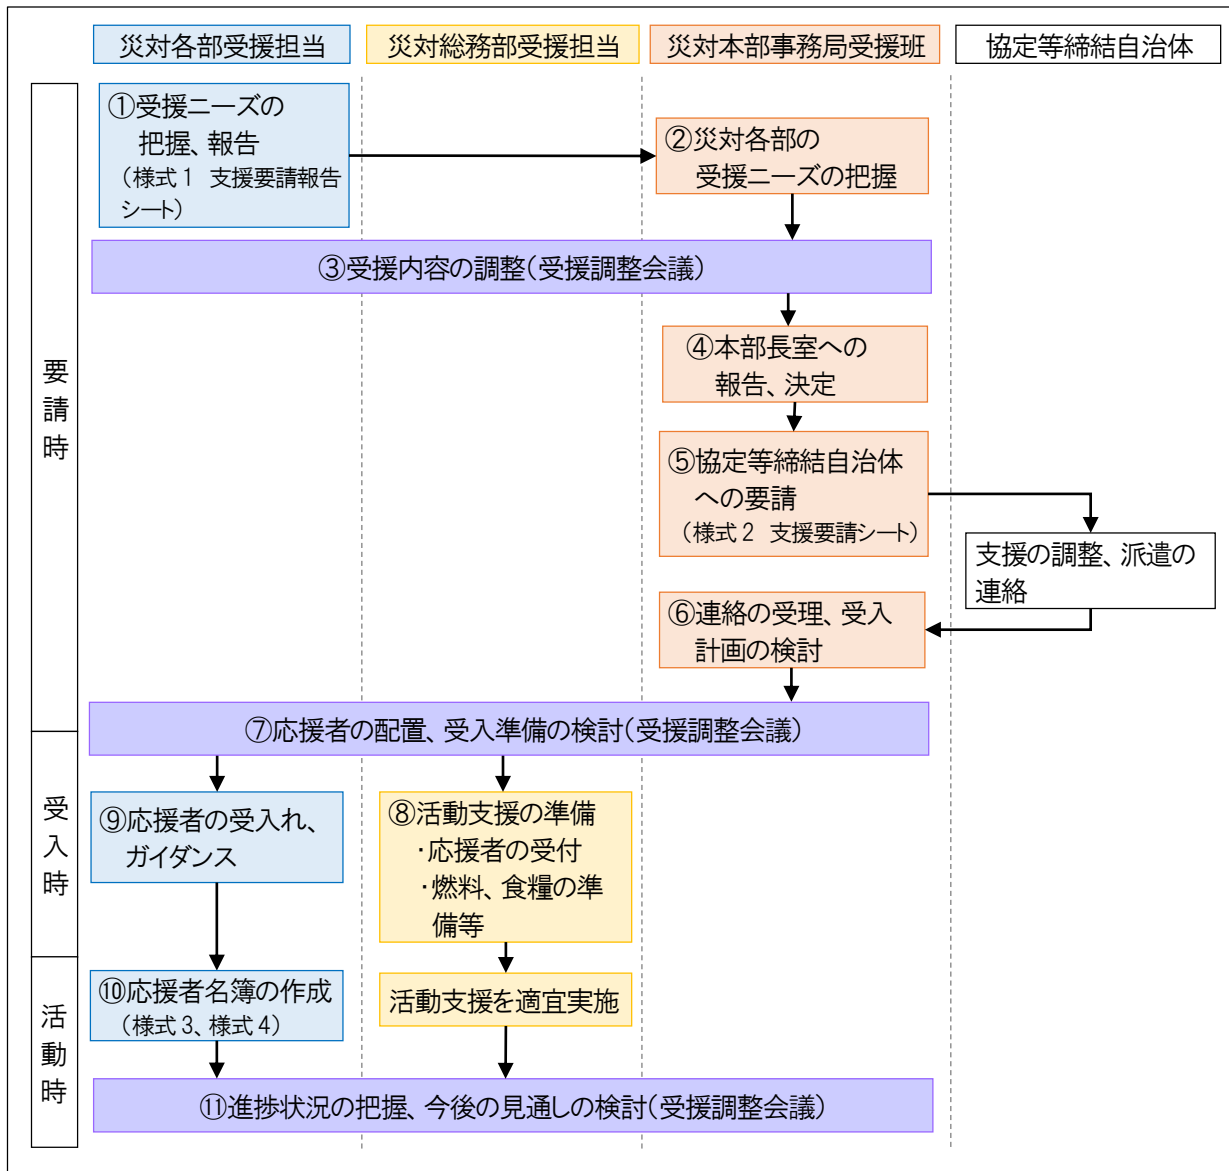 災対各部受援担当
災対総務部受援担当
災対本部事務局受援班
協定等締結自治体
要請時
①受援ニーズの
把握、報告
（様式1　支援要請報告
シート）
②災対各部の
受援ニーズの把握
③受援内容の調整（受援調整会議）
④本部長室への
報告、決定
⑤協定等締結自治体
への要請
（様式2　支援要請シート）
支援の調整、派遣の
連絡
⑥連絡の受理、受入
計画の検討
⑦応援者の配置、受入準備の検討（受援調整会議）
受入時
⑨応援者の受入れ、
ガイダンス
⑧活動支援の準備
・応援者の受付
・燃料、食糧の準
備等
活動時
⑩応援者名簿の作成
（様式3、様式4）
活動支援を適宜実施
⑪進捗状況の把握、今後の見通しの検討（受援調整会議）